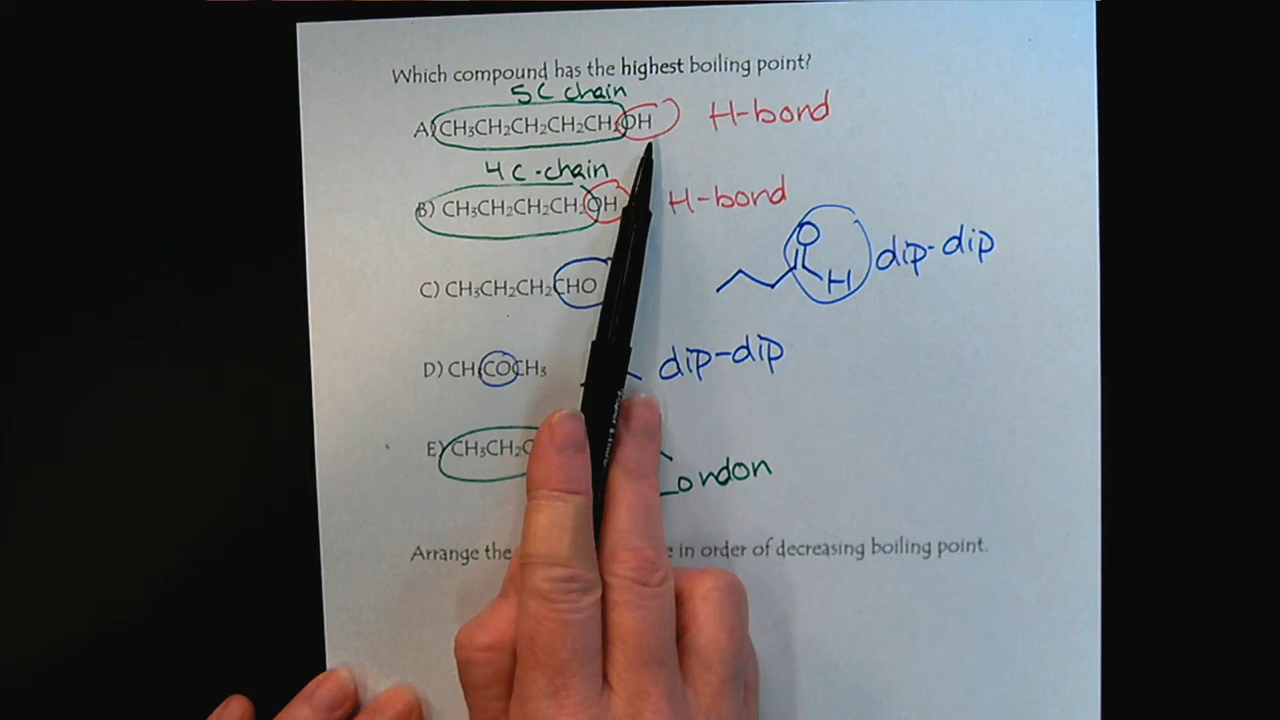 Which compound has the highest boiling point?
5C chain
A) CH₃CH₂CH₂CH₂CH₂OH H-bond
4C-chain
B) CH₃CH₂CH₂CH₂OH H-bond
O
H dip-dip
C) CH₃CH₂CH₂CHO
D) CH₃COCH₃ dip-dip
E) CH₃CH₂ London
Arrange the in order of decreasing boiling point.